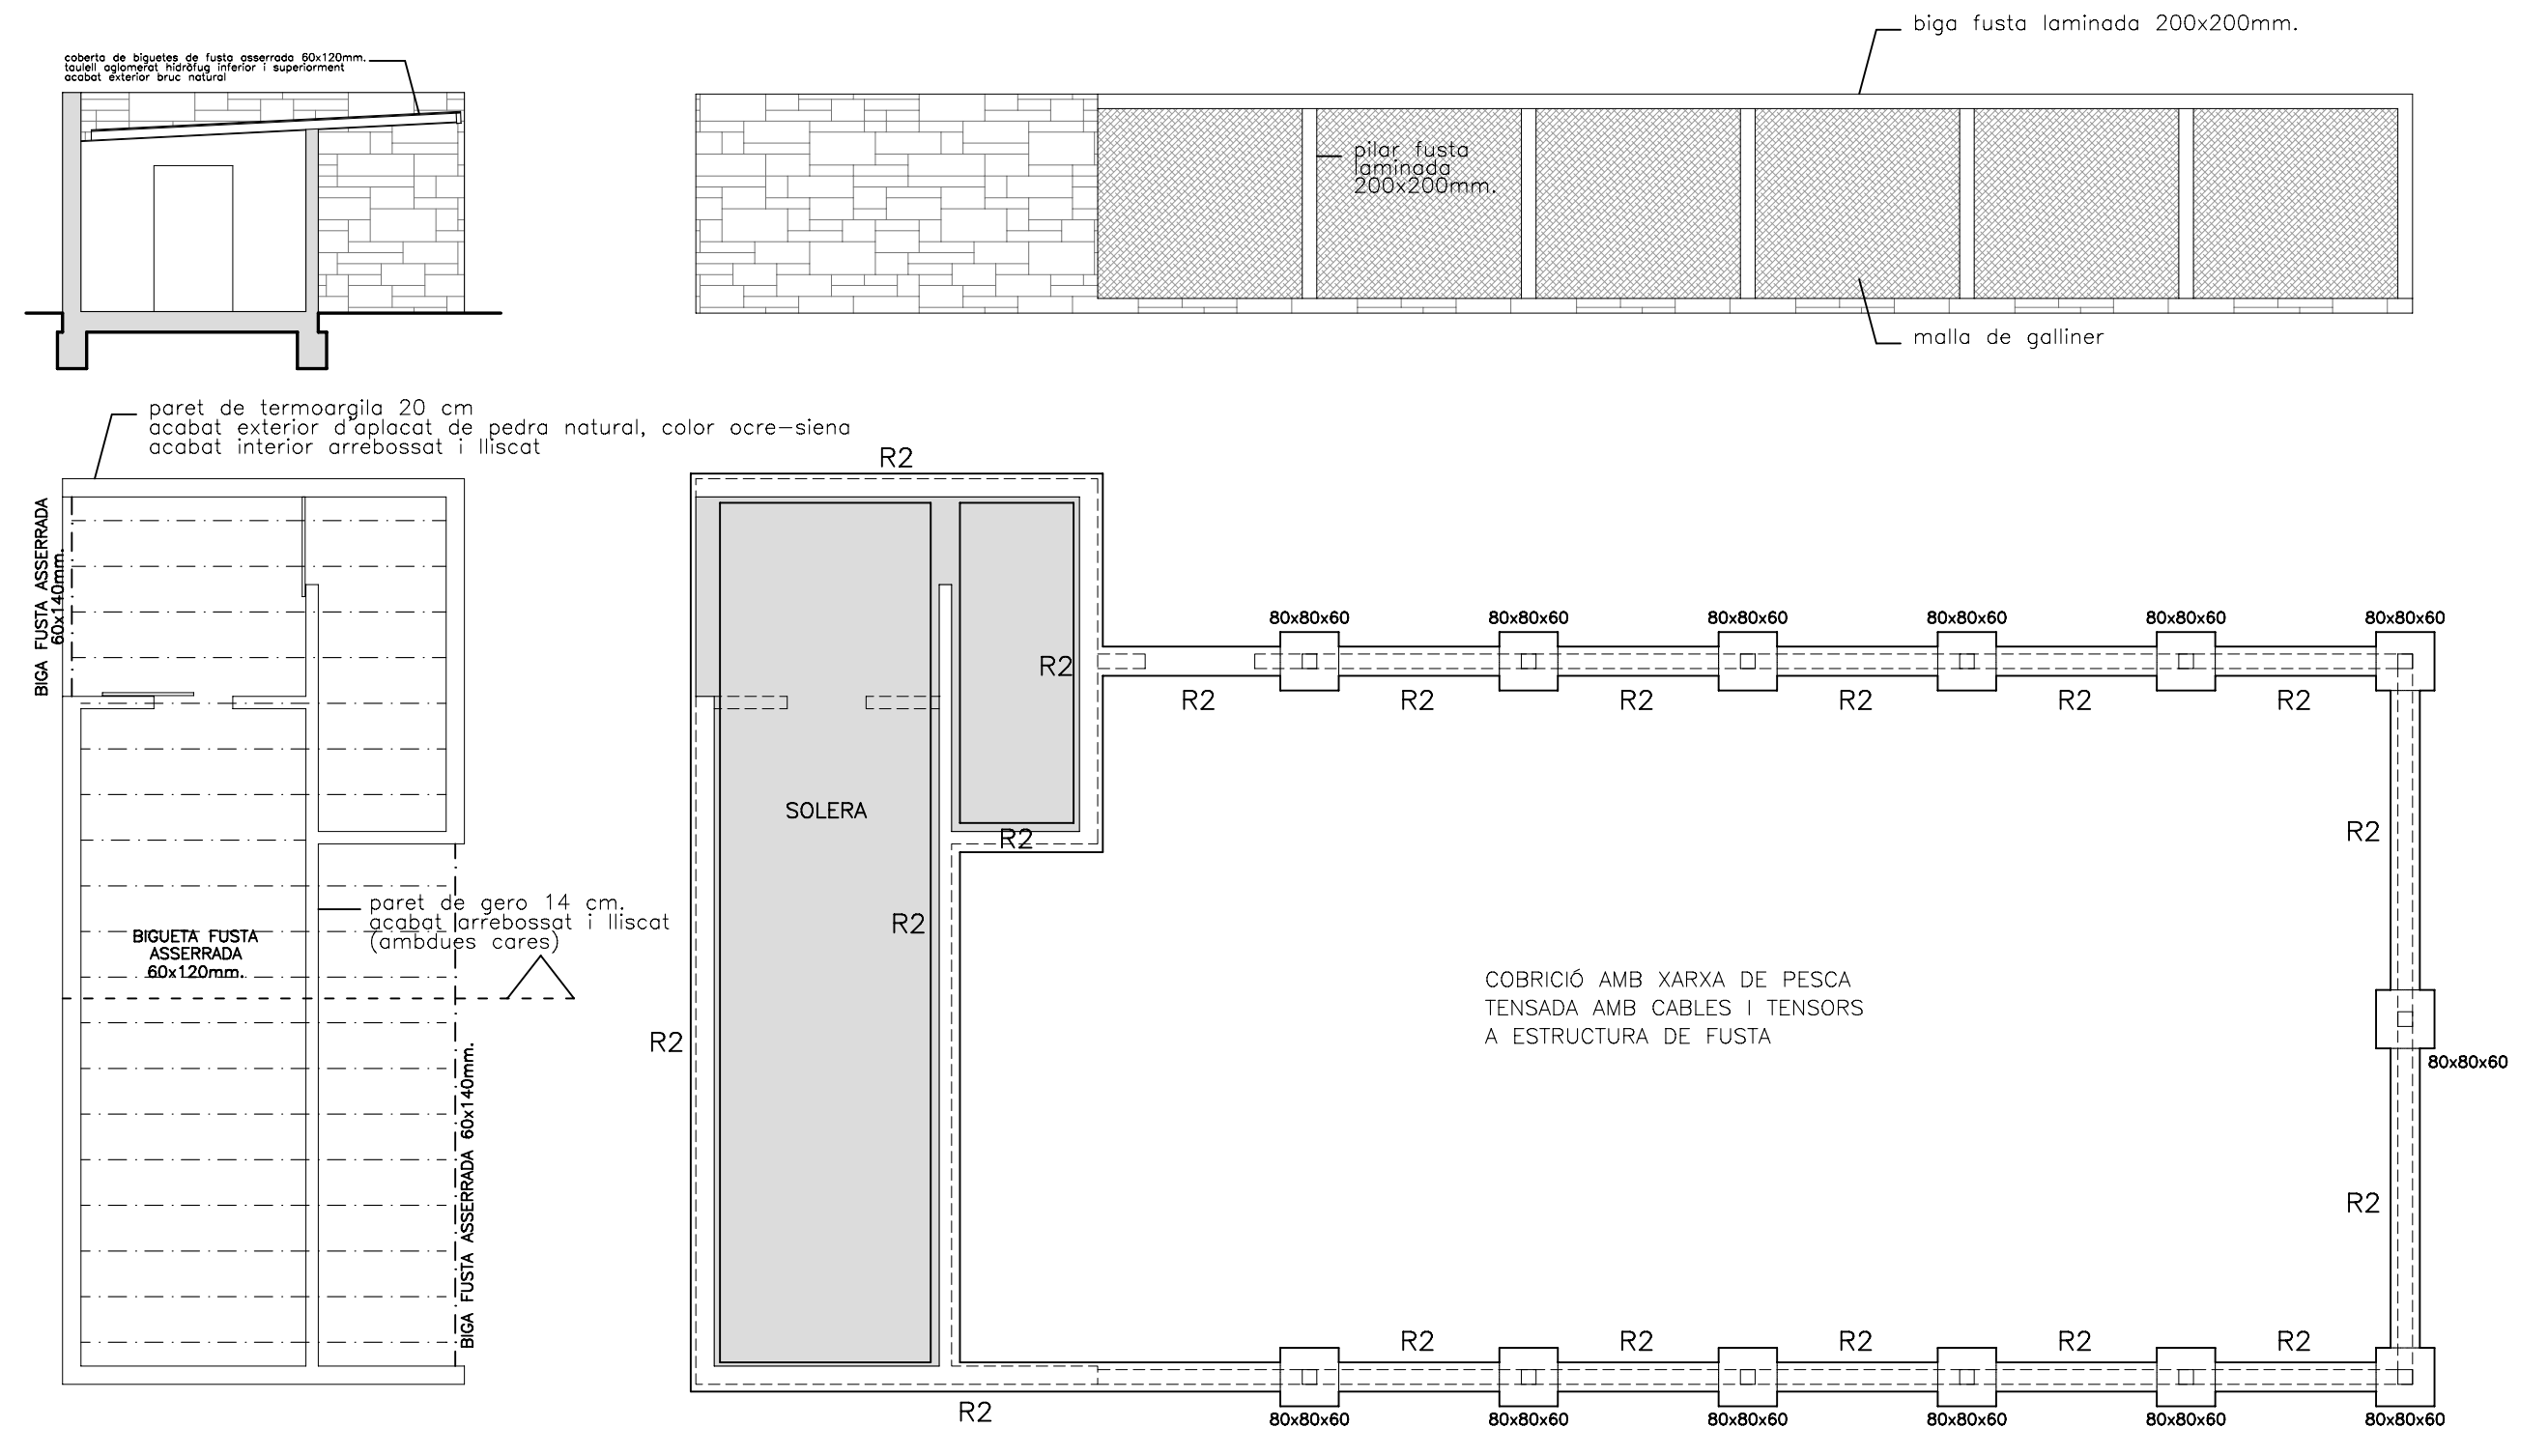 biga fusta laminada 200x200mm.
coberta de biguetes de fusta asserrada 60x120mm.
taulell aglomerat hidròfug inferior i superiorment
acabat exterior bruc natural
pilar fusta
laminada
200x200mm.
malla de galliner
paret de termoargila 20 cm
acabat exterior d'aplacat de pedra natural, color ocre-siena
acabat interior arrebossat i lliscat
BIGA FUSTA ASSERRADA
60x140mm.
paret de gero 14 cm.
acabat arrebossat i lliscat
(ambdues cares)
BIGUETA FUSTA
ASSERRADA
60x120mm.
BIGA FUSTA ASSERRADA 60x140mm.
R2
80x80x60
80x80x60
80x80x60
80x80x60
80x80x60
80x80x60
R2
R2
R2
R2
R2
R2
R2
SOLERA
R2
R2
R2
COBRICIÓ AMB XARXA DE PESCA
TENSADA AMB CABLES I TENSORS
A ESTRUCTURA DE FUSTA
R2
80x80x60
R2
R2
R2
R2
R2
R2
R2
80x80x60
80x80x60
80x80x60
80x80x60
80x80x60
80x80x60